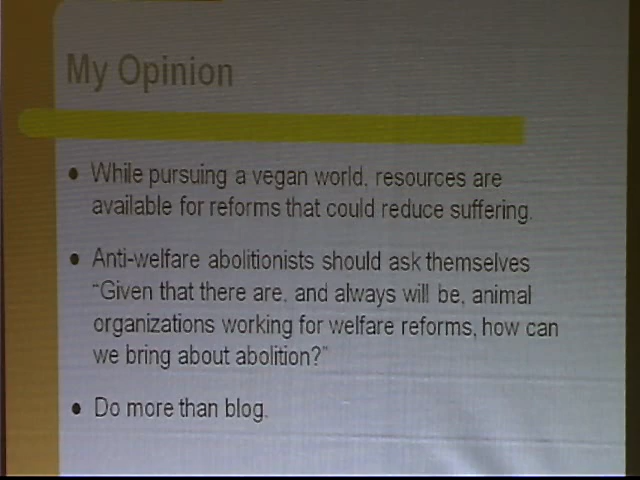 My Opinion
• While pursuing a vegan world, resources are
available for reforms that could reduce suffering.
• Anti-welfare abolitionists should ask themselves
"Given that there are, and always will be, animal
organizations working for welfare reforms, how can
we bring about abolition?"
• Do more than blog.